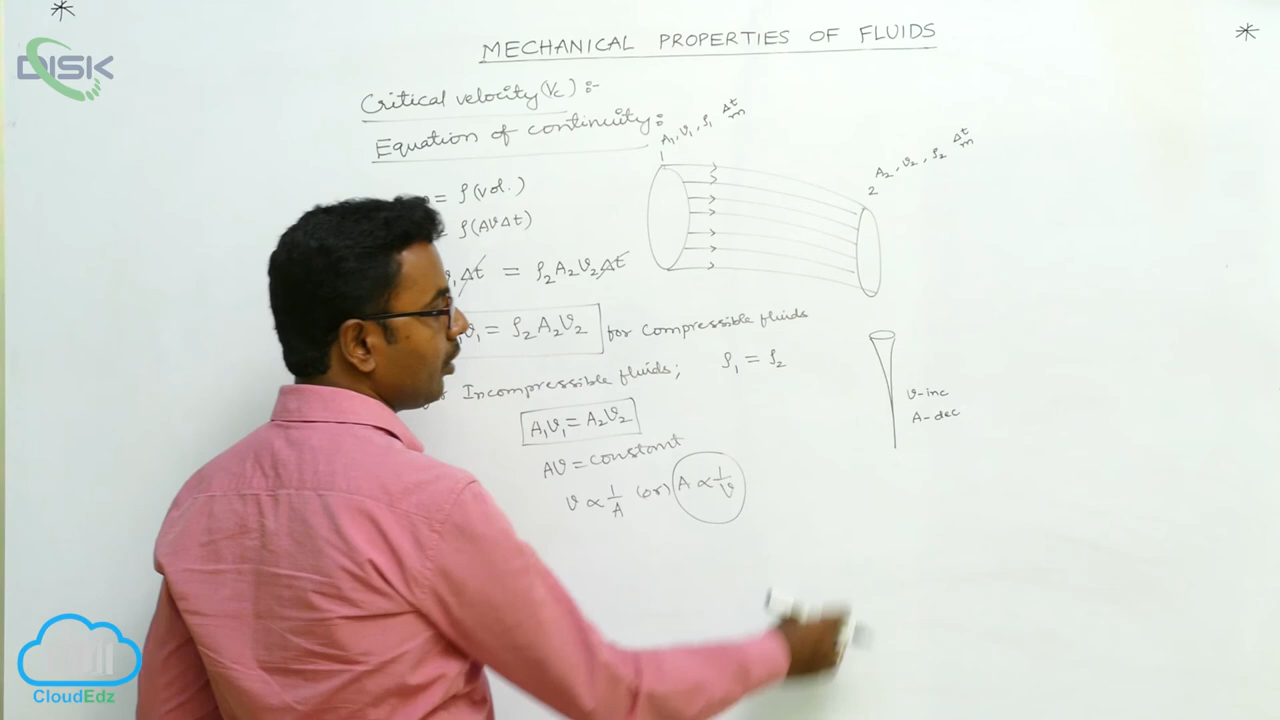 *
*
DISK
MECHANICAL PROPERTIES OF FLUIDS
Critical velocity (Vc) :-
Equation of continuity :
A₁, v₁, ρ₁ Δt m
1
A₂, v₂, ρ₂ Δt m
2
= ρ(vol.)
ρ(AvΔt)
₁Δt = ρ₂A₂v₂Δt
v₁ = ρ₂A₂v₂ for compressible fluids
Incompressible fluids; ρ₁ = ρ₂
A₁v₁ = A₂v₂
AV = constant
v ∝ 1/A (or) A ∝ 1/v
v-inc
A-dec
CloudEdz